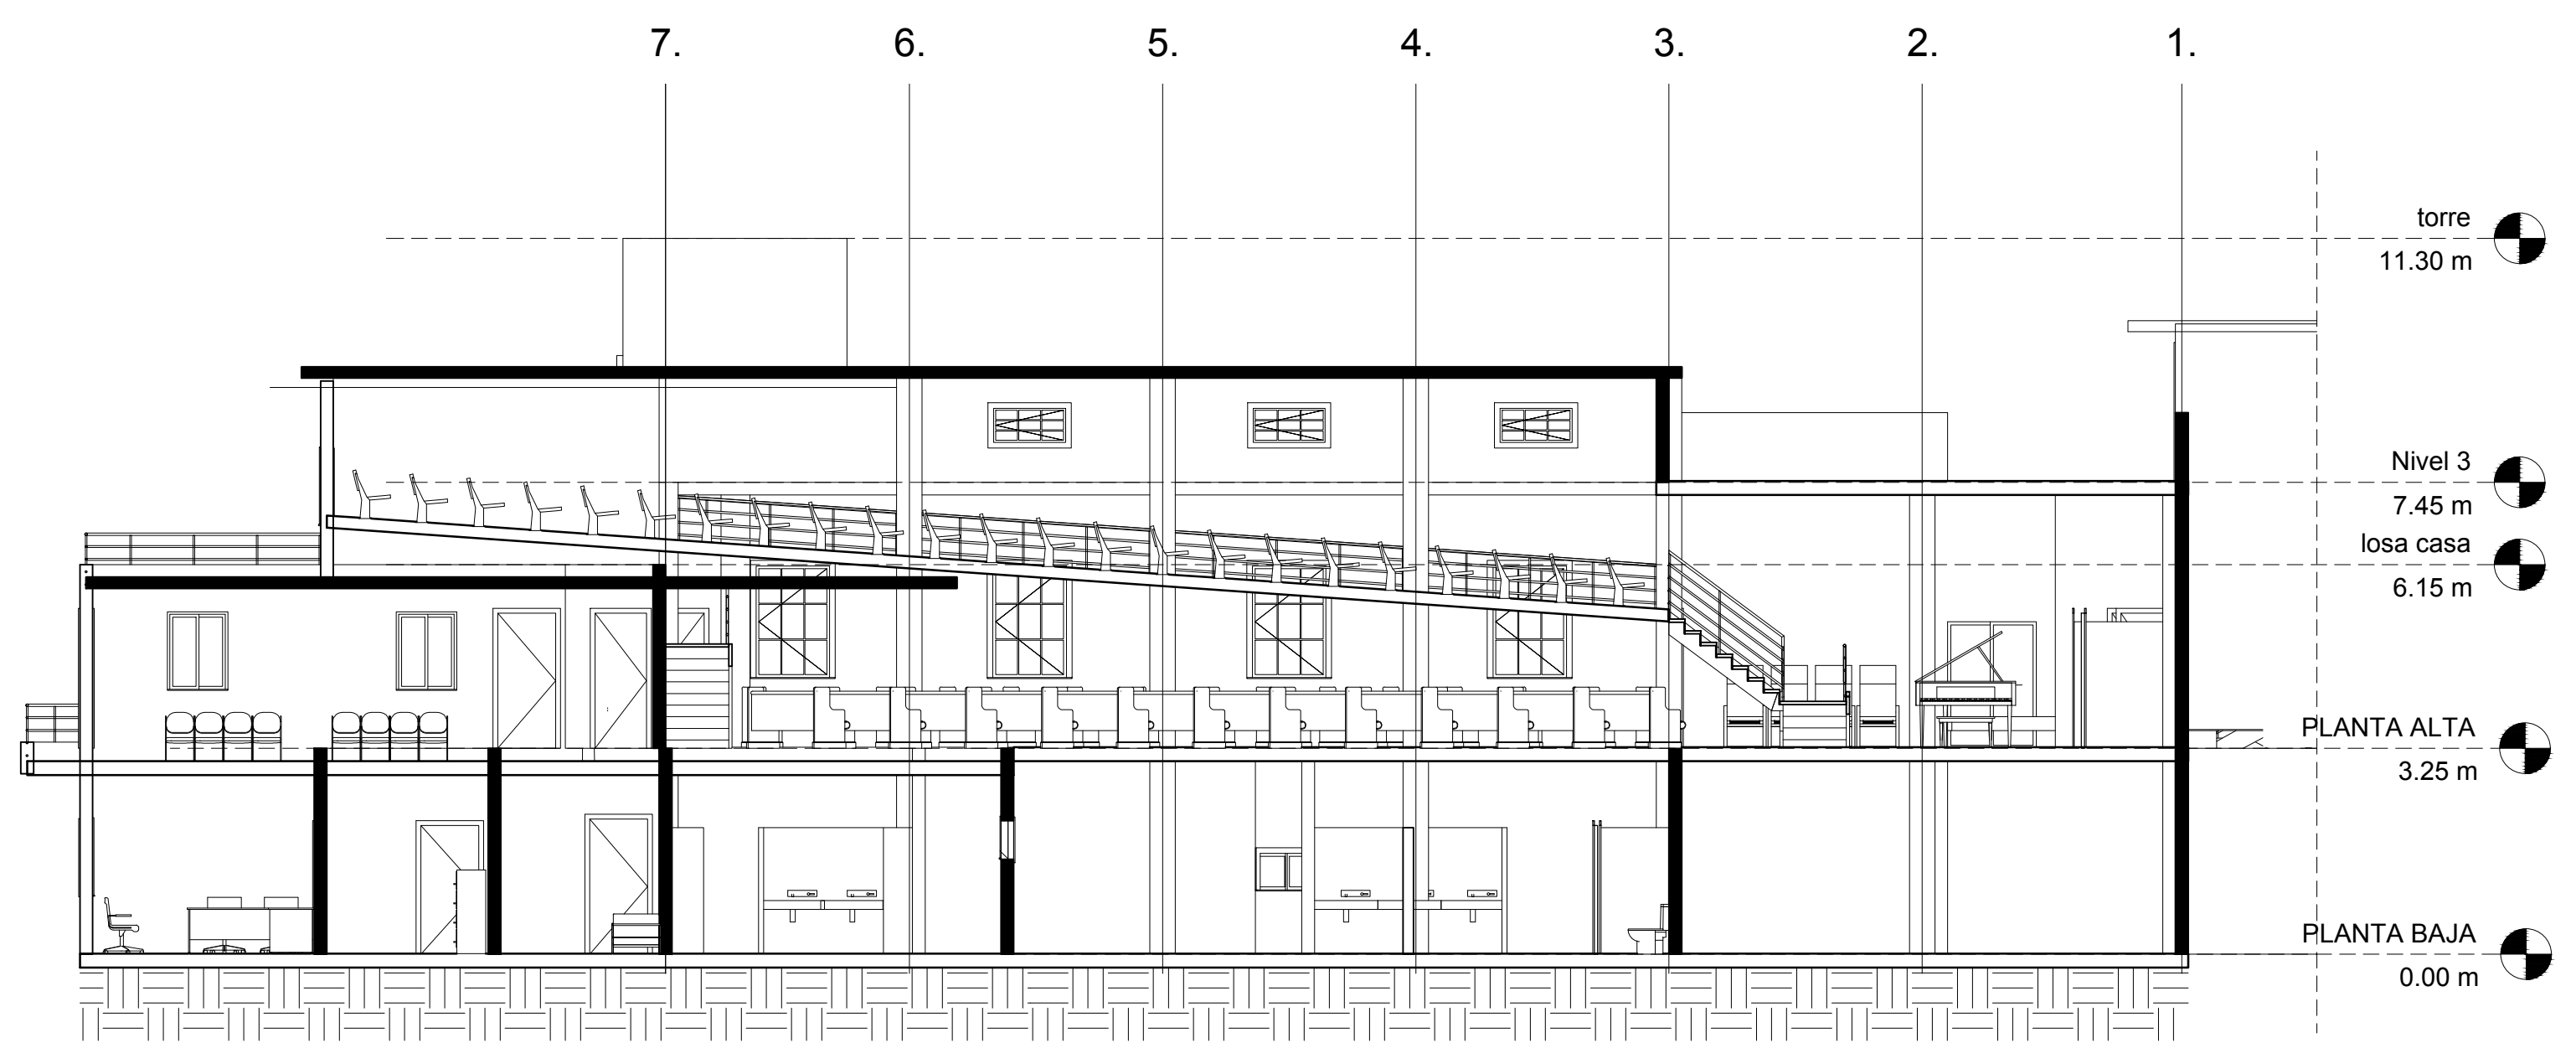 7. 6. 5. 4. 3. 2. 1.
torre
11.30 m
Nivel 3
7.45 m
losa casa
6.15 m
PLANTA ALTA
3.25 m
PLANTA BAJA
0.00 m